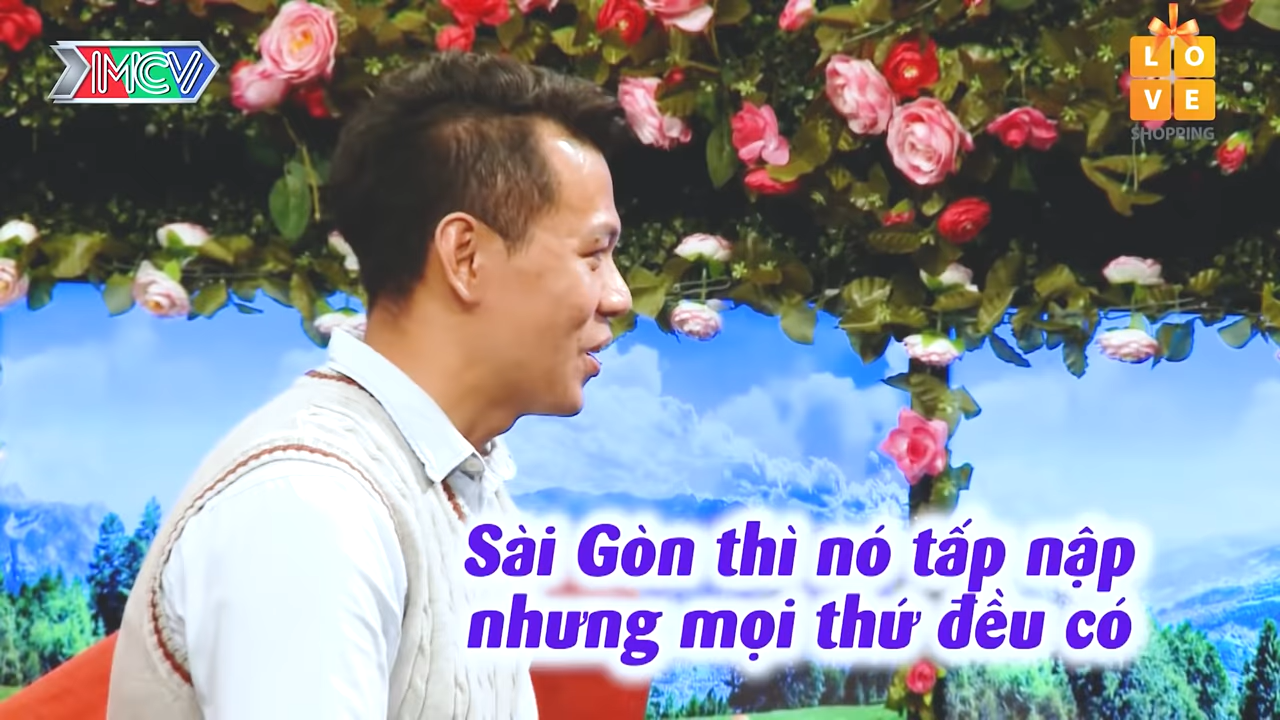 MCV
LOVE
SHOPPING
Sài Gòn thì nó tấp nập
nhưng mọi thứ đều có